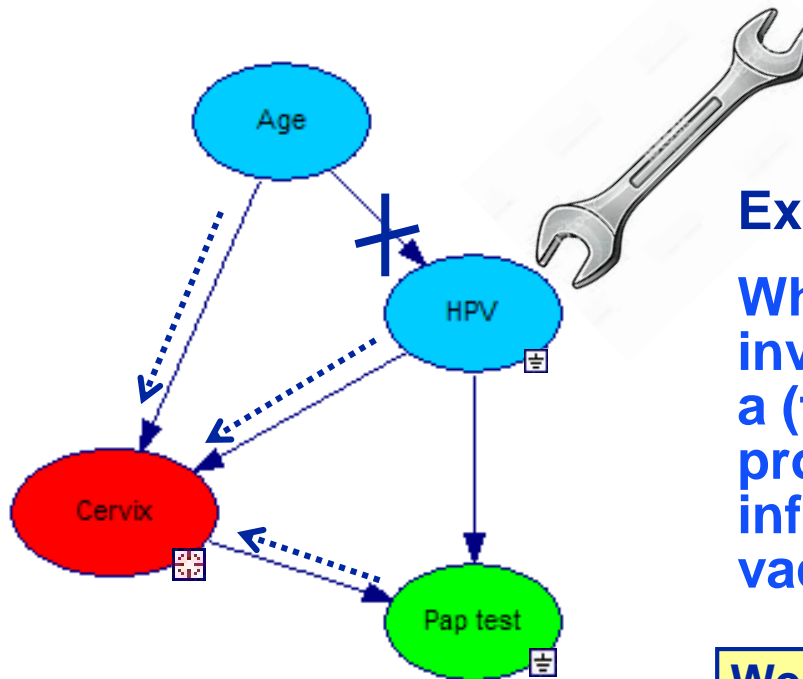 Age
HPV
Cervix
Pap test
Ex
Wh
inv
a (
pro
inf
vac
We